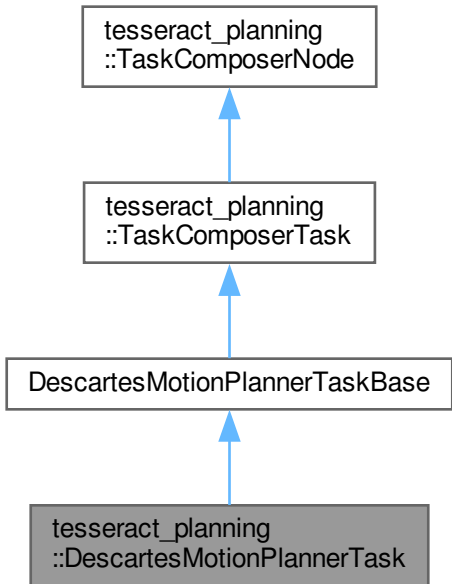 tesseract_planning
::TaskComposerNode
tesseract_planning
::TaskComposerTask
DescartesMotionPlannerTaskBase
tesseract_planning
::DescartesMotionPlannerTask